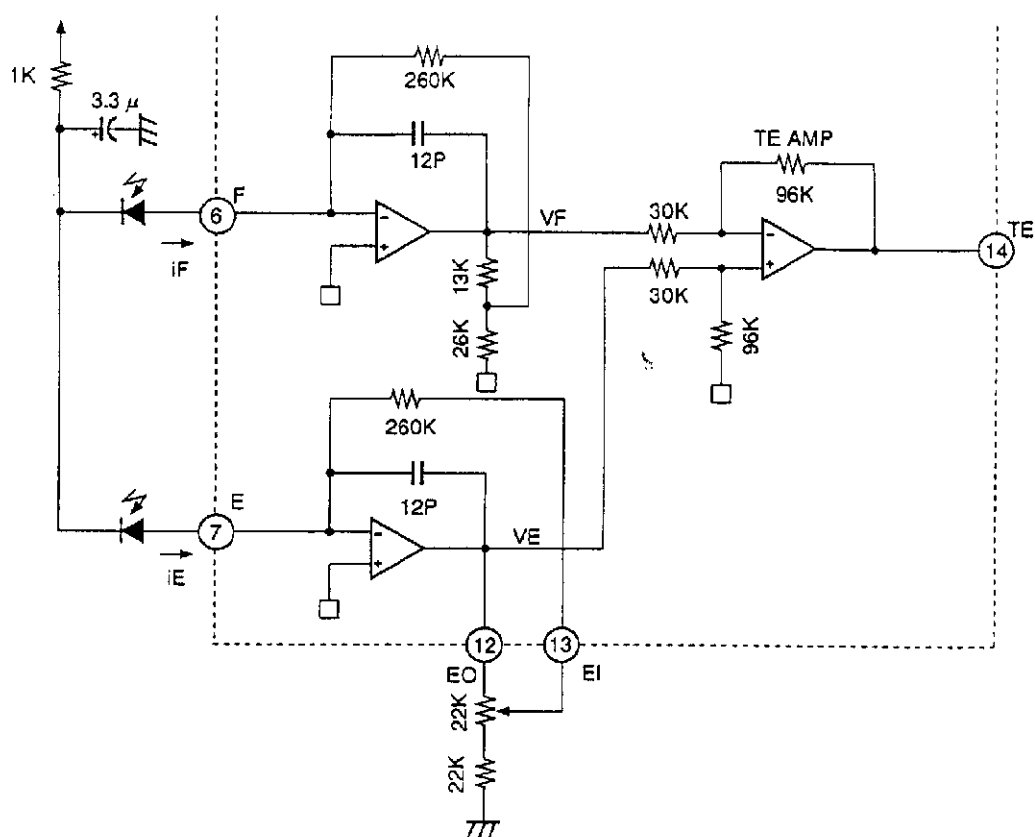 1K
3.3 μ
260K
12P
TE AMP
96K
F
6
iF
VF
30K
30K
13K
26K
96K
TE
14
260K
12P
E
7
iE
VE
12
13
EO
EI
22K
22K